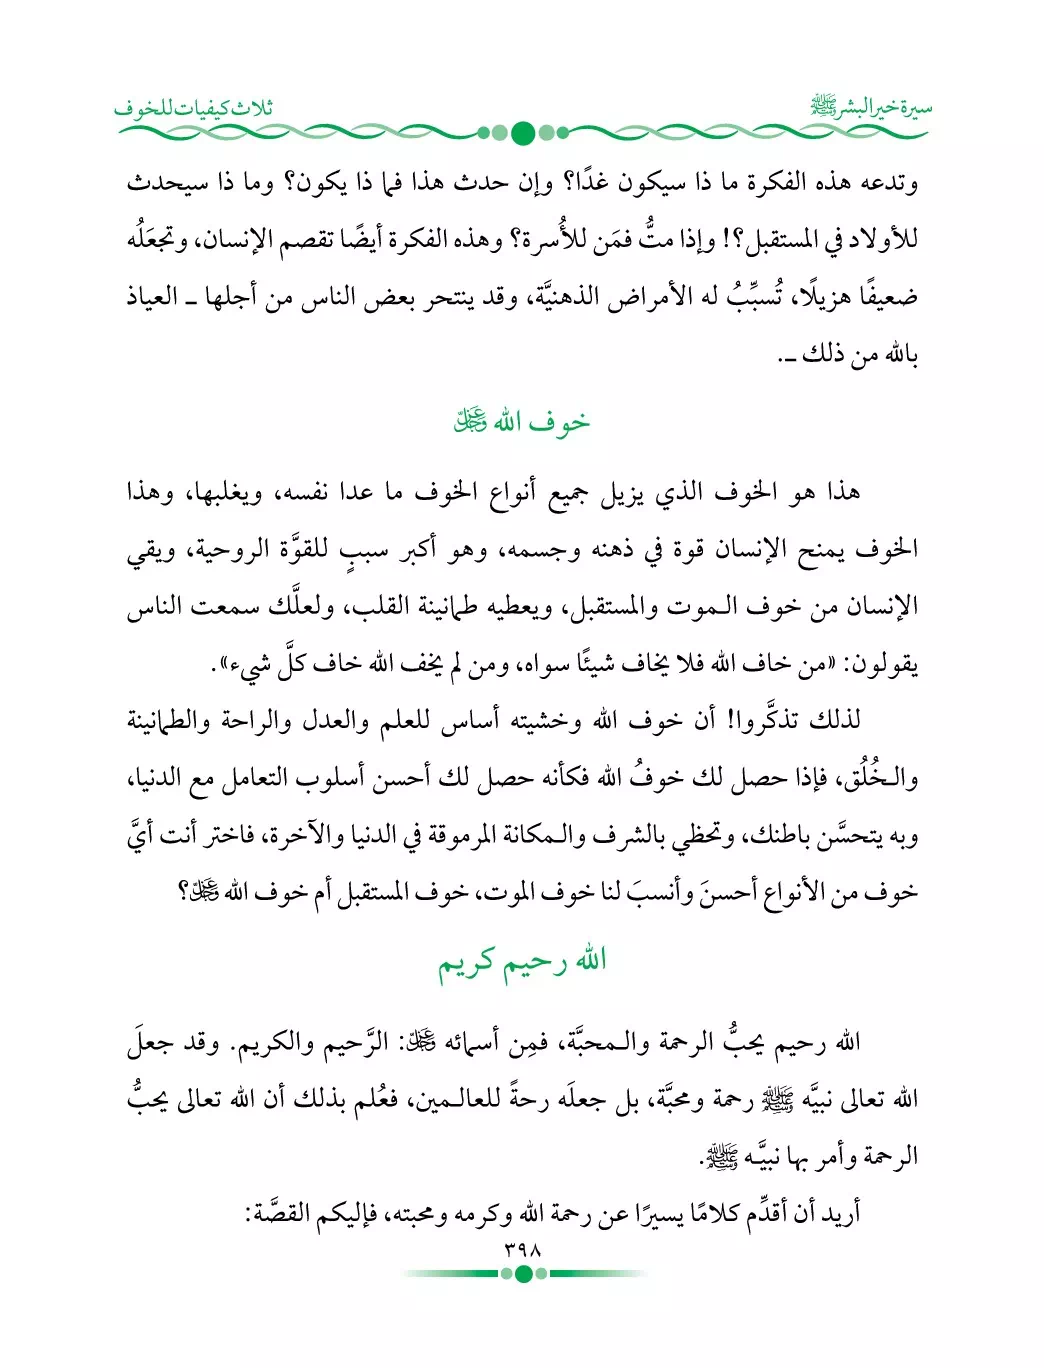 سيرة خير البشر ﷺ
ثلاث كيفيات للخوف
وتدعه هذه الفكرة ما ذا سيكون غدًا؟ وإن حدث هذا فما ذا يكون؟ وما ذا سيحدث
للأولاد في المستقبل؟! وإذا متُّ فمَن للأُسرة؟ وهذه الفكرة أيضًا تقصم الإنسان، وتجعَلُه
ضعيفًا هزيلًا، تُسبِّبُ له الأمراض الذهنيَّة، وقد ينتحر بعض الناس من أجلها ــ العياذ
بالله من ذلك ــ.
خوف الله ﷻ
هذا هو الخوف الذي يزيل جميع أنواع الخوف ما عدا نفسه، ويغلبها، وهذا
الخوف يمنح الإنسان قوة في ذهنه وجسمه، وهو أكبر سببٍ للقوَّة الروحية، ويقي
الإنسان من خوف الـموت والمستقبل، ويعطيه طمانينة القلب، ولعلَّك سمعت الناس
يقولون: «من خاف الله فلا يخاف شيئًا سواه، ومن لم يخف الله خاف كلَّ شيء».
لذلك تذكَّروا! أن خوف الله وخشيته أساس للعلم والعدل والراحة والطمانينة
والـخُلُق، فإذا حصل لك خوفُ الله فكأنه حصل لك أحسن أسلوب التعامل مع الدنيا،
وبه يتحسَّن باطنك، وتحظي بالشرف والـمكانة المرموقة في الدنيا والآخرة، فاختر أنت أيَّ
خوف من الأنواع أحسنَ وأنسبَ لنا خوف الموت، خوف المستقبل أم خوف الله ﷻ؟
الله رحيم كريم
الله رحيم يحبُّ الرحمة والـمحبَّة، فمِن أسمائه ﷻ: الرَّحيم والكريم. وقد جعلَ
الله تعالى نبيَّه ﷺ رحمة ومحبَّة، بل جعلَه رحةً للعالـمين، فعُلم بذلك أن الله تعالى يحبُّ
الرحمة وأمر بها نبيَّـه ﷺ.
أريد أن أقدِّم كلامًا يسيرًا عن رحمة الله وكرمه ومحبته، فإليكم القصَّة:
٣٩٨